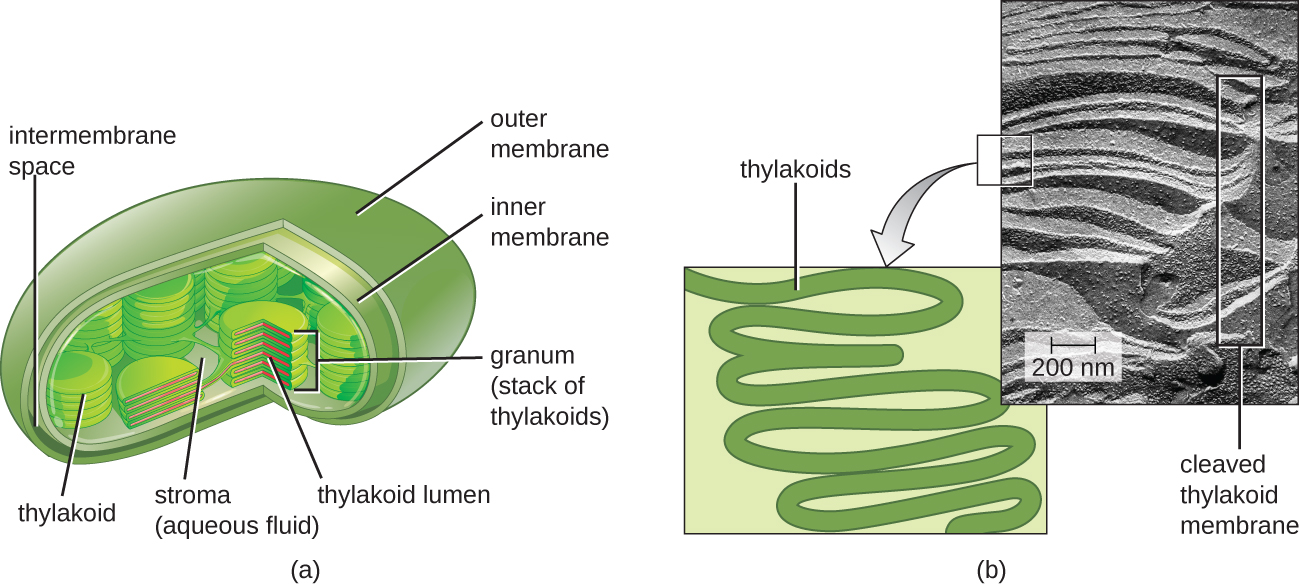 intermembrane
space
outer
membrane
inner
membrane
granum
(stack of
thylakoids)
thylakoid
stroma
(aqueous fluid)
thylakoid lumen
(a)
thylakoids
200 nm
cleaved
thylakoid
membrane
(b)